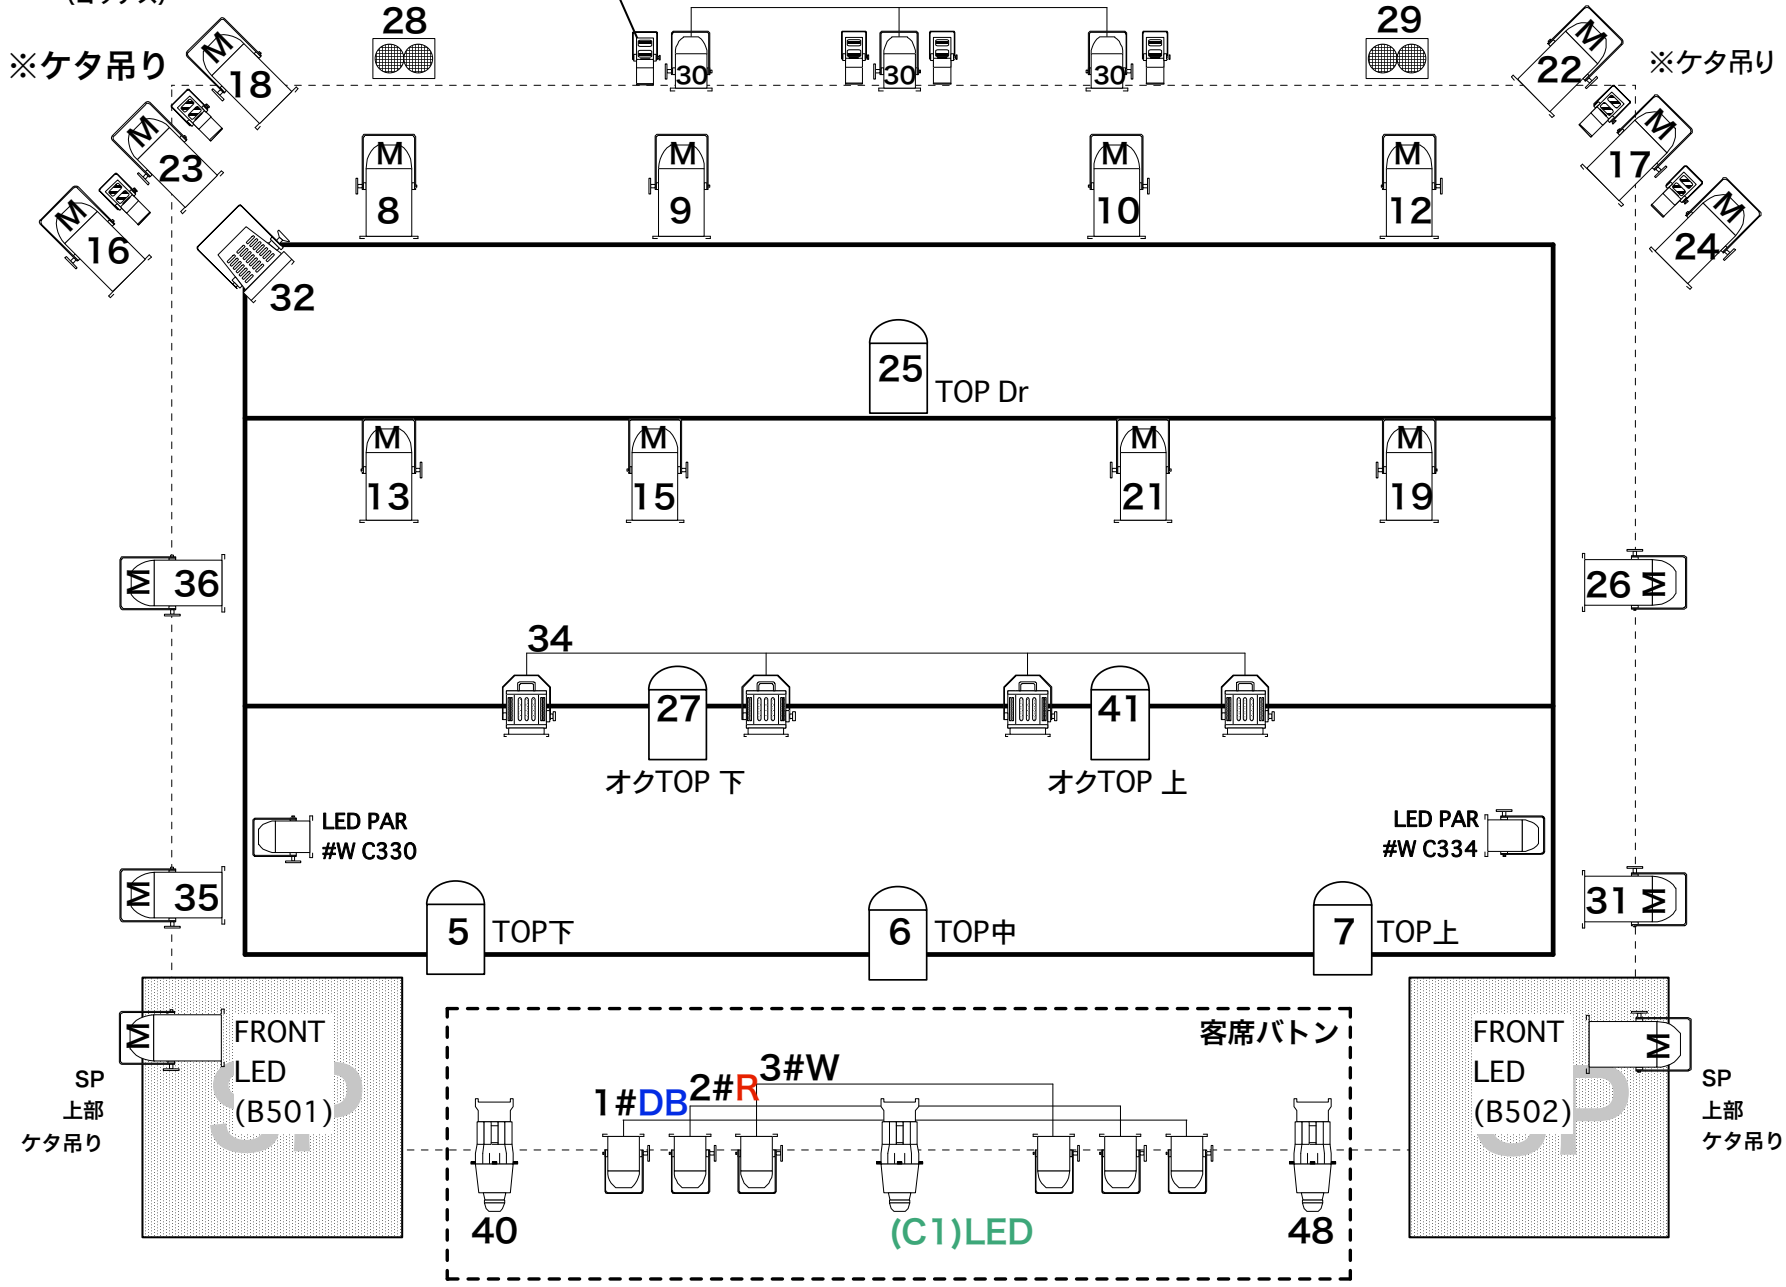 28
29
※ケタ吊り
※ケタ吊り
M
18
30
30
30
M
22
M
23
M
17
M
16
M
24
M
8
M
9
M
10
M
12
32
25
TOP Dr
M
13
M
15
M
21
M
19
M
36
26
M
34
27
41
オクTOP 下
オクTOP 上
LED PAR
#W C330
LED PAR
#W C334
M
35
31
M
5
TOP下
6
TOP中
7
TOP上
M
FRONT
LED
(B501)
SP
SP
上部
ケタ吊り
客席バトン
1#DB
2#R
3#W
40
(C1)LED
48
FRONT
LED
(B502)
SP
M
SP
上部
ケタ吊り